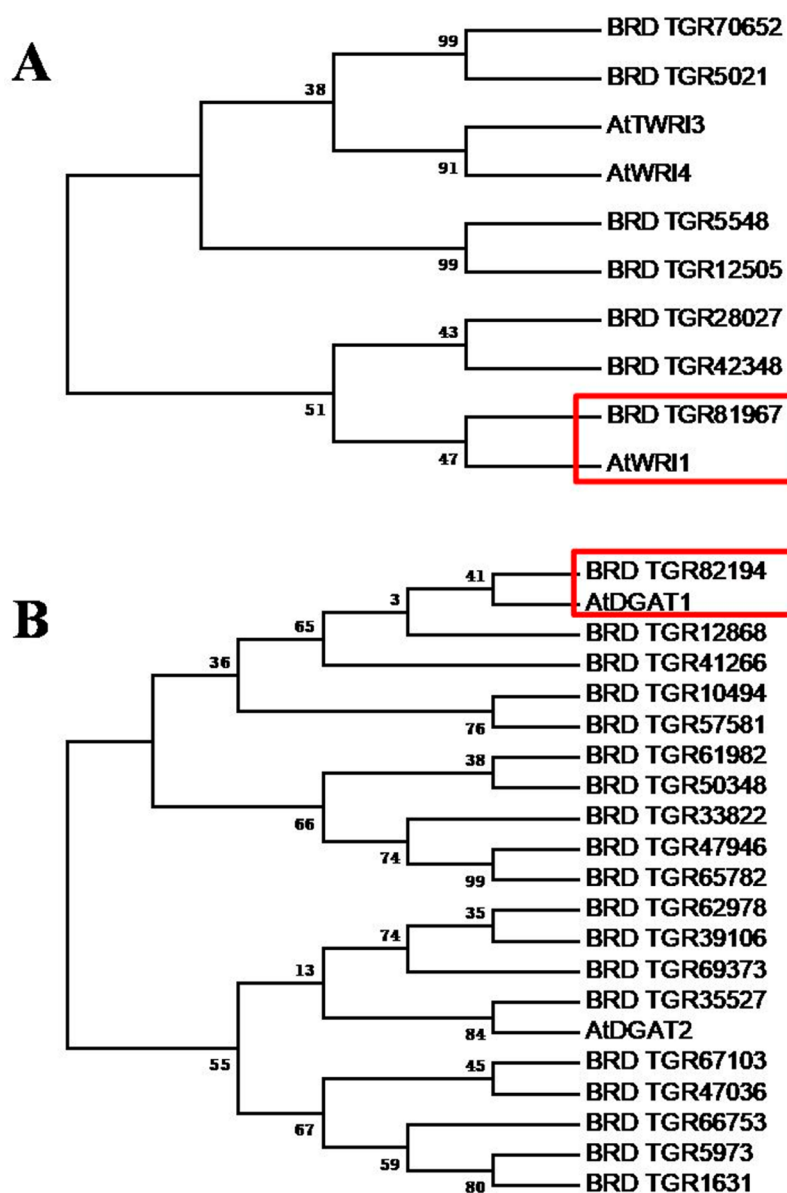 A
99
BRD TGR70652
BRD TGR5021
38
AtTWRI3
91
AtWRI4
BRD TGR5548
99
BRD TGR12505
43
BRD TGR28027
BRD TGR42348
51
BRD TGR81967
47
AtWRI1
B
41
BRD TGR82194
3
AtDGAT1
65
BRD TGR12868
36
BRD TGR41266
BRD TGR10494
76
BRD TGR57581
38
BRD TGR61982
BRD TGR50348
66
BRD TGR33822
74
BRD TGR47946
99
BRD TGR65782
35
BRD TGR62978
74
BRD TGR39106
13
BRD TGR69373
BRD TGR35527
84
AtDGAT2
55
45
BRD TGR67103
BRD TGR47036
67
BRD TGR66753
59
BRD TGR5973
80
BRD TGR1631